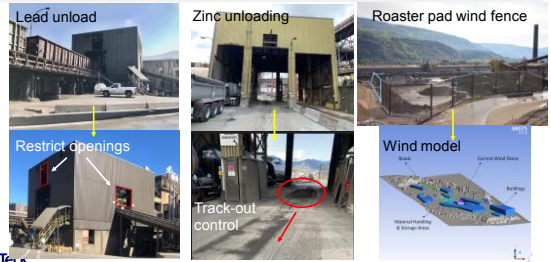 Lead unload
Zinc unloading
Roaster pad wind fence
Restrict openings
Track-out
control
Wind model
ANSYS
Roads
Current Wind Fence
Buildings
Material Handling
& Storage Areas
Teck